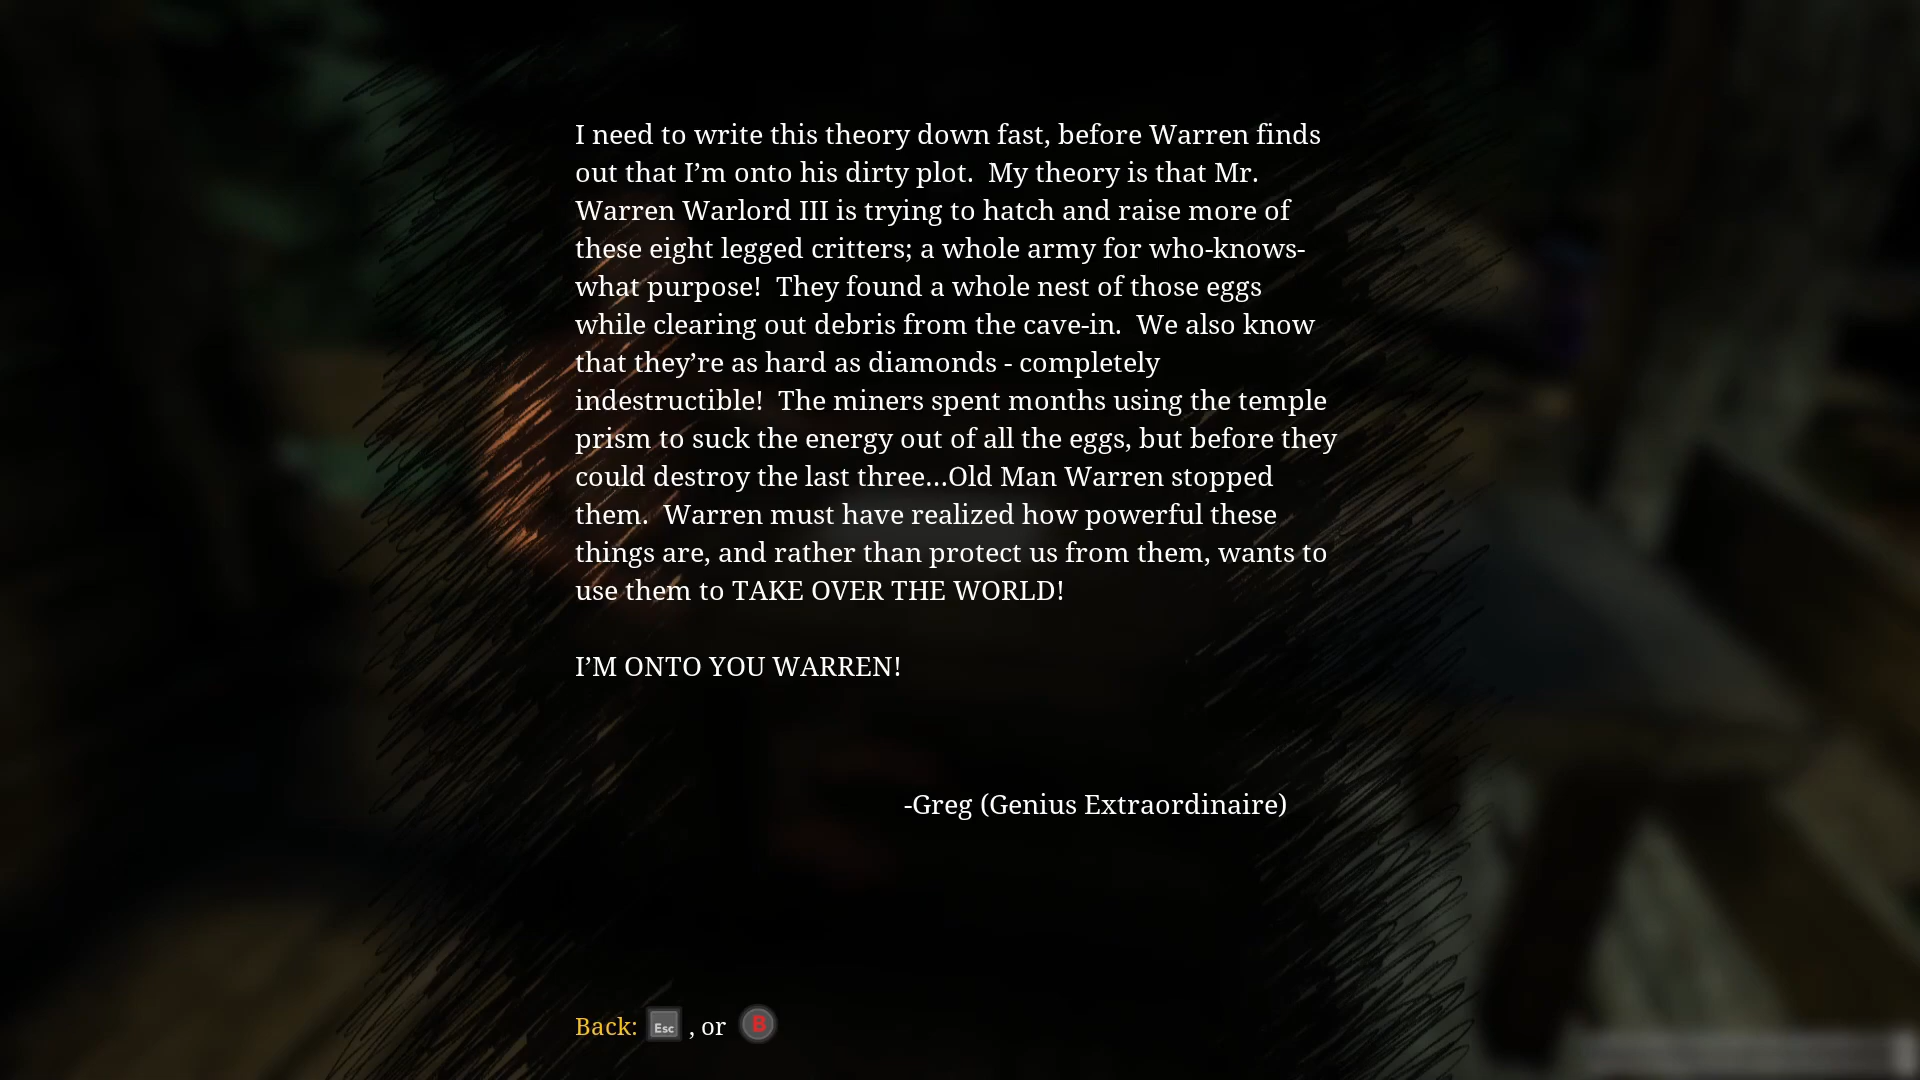 I need to write this theory down fast, before Warren finds
out that I’m onto his dirty plot.  My theory is that Mr.
Warren Warlord III is trying to hatch and raise more of
these eight legged critters; a whole army for who-knows-
what purpose!  They found a whole nest of those eggs
while clearing out debris from the cave-in.  We also know
that they’re as hard as diamonds - completely
indestructible!  The miners spent months using the temple
prism to suck the energy out of all the eggs, but before they
could destroy the last three...Old Man Warren stopped
them.  Warren must have realized how powerful these
things are, and rather than protect us from them, wants to
use them to TAKE OVER THE WORLD!
I’M ONTO YOU WARREN!
-Greg (Genius Extraordinaire)
Back: Esc , or B